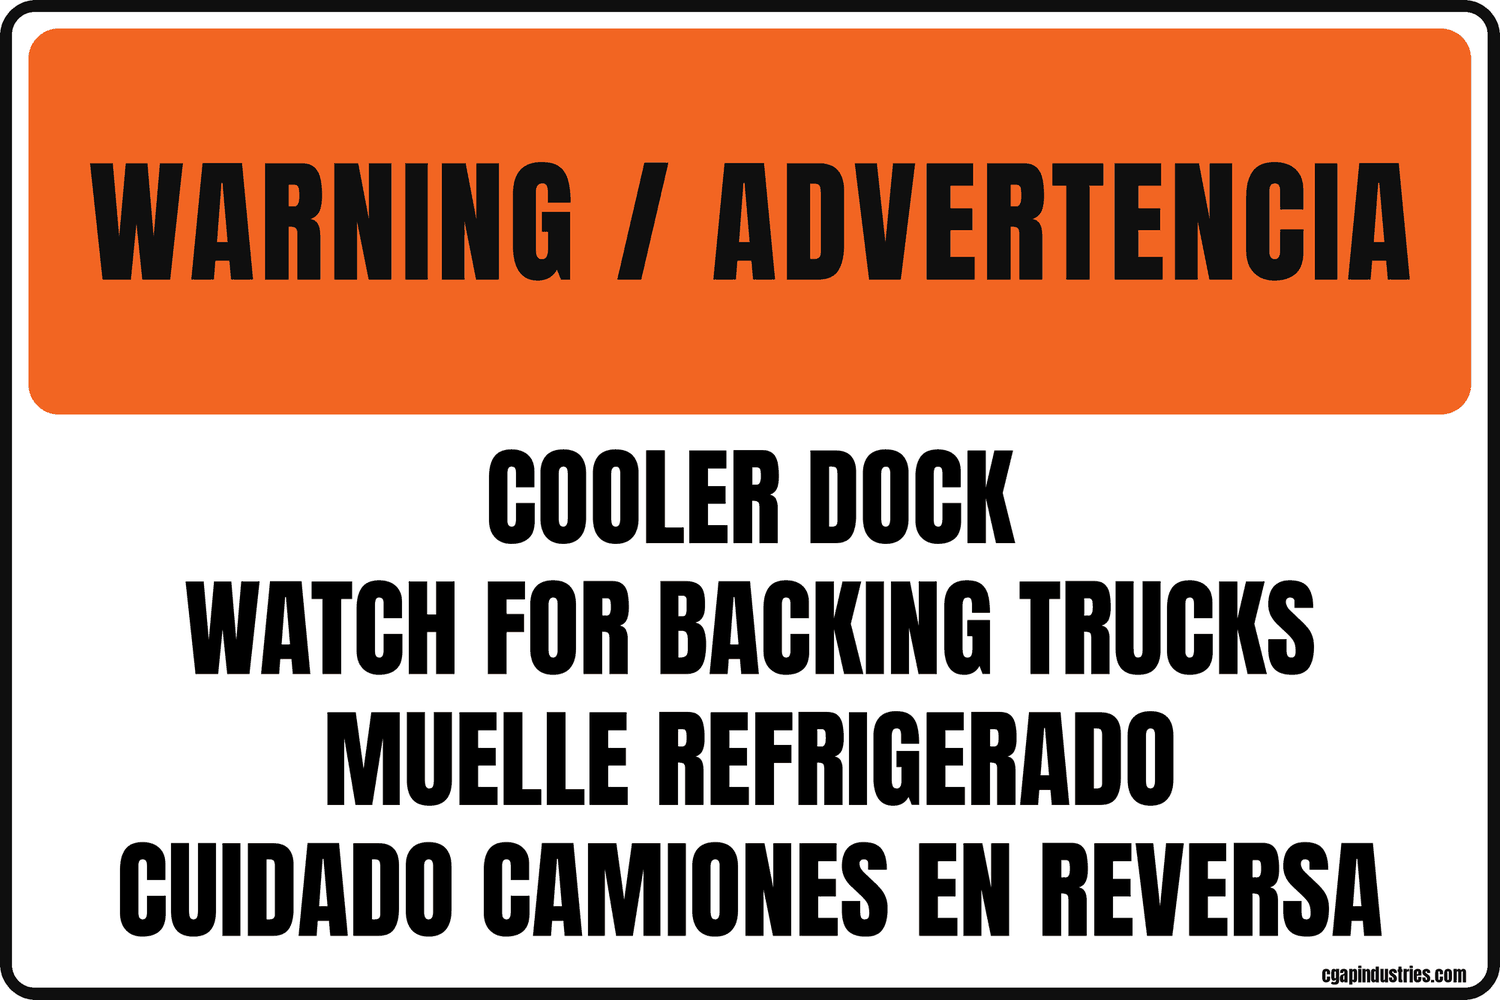 WARNING / ADVERTENCIA
COOLER DOCK
WATCH FOR BACKING TRUCKS
MUELLE REFRIGERADO
CUIDADO CAMIONES EN REVERSA
cgapindustries.com